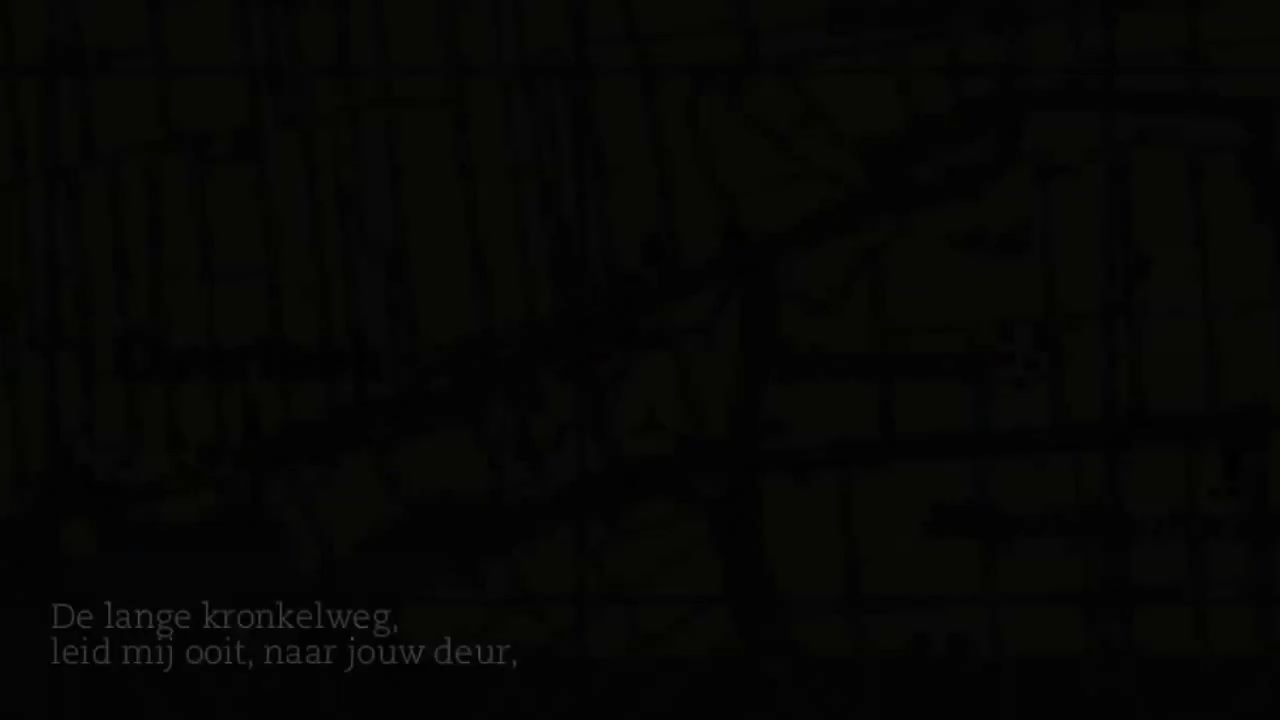 De lange kronkelweg,
leid mij ooit, naar jouw deur,